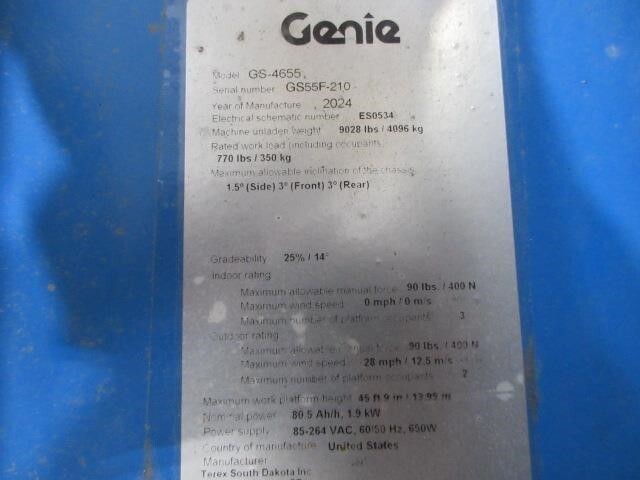 Genie
Model GS-4655
Serial number GS55F-210
Year of Manufacture 2024
Electrical schematic number ES0534
Machine unladen weight 9028 lbs / 4096 kg
Rated work load (including occupants)
770 lbs / 350 kg
Maximum allowable inclination of the chassis
1.5° (Side) 3° (Front) 3° (Rear)
Gradeability 25% / 14°
Indoor rating
Maximum allowable manual force 90 lbs. / 400 N
Maximum wind speed 0 mph / 0 m/s
Maximum number of platform occupants 3
Outdoor rating
Maximum allowable manual force 90 lbs. / 400 N
Maximum wind speed 28 mph / 12.5 m/s
Maximum number of platform occupants 2
Maximum work platform height 45 ft 9 in / 13.95 m
Nominal power 80.5 Ah/h, 1.9 kW
Power supply 85-264 VAC, 60/50 Hz, 650W
Country of manufacture United States
Manufacturer
Terex South Dakota Inc